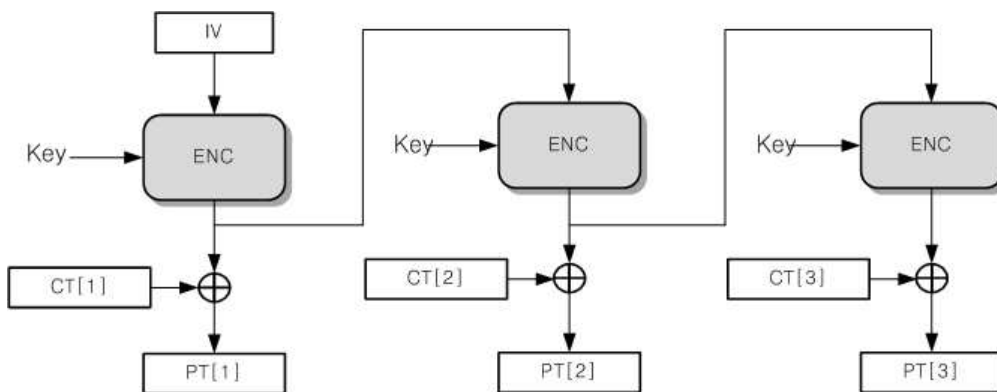 IV
Key
ENC
Key
ENC
Key
ENC
CT[1]
CT[2]
CT[3]
PT[1]
PT[2]
PT[3]